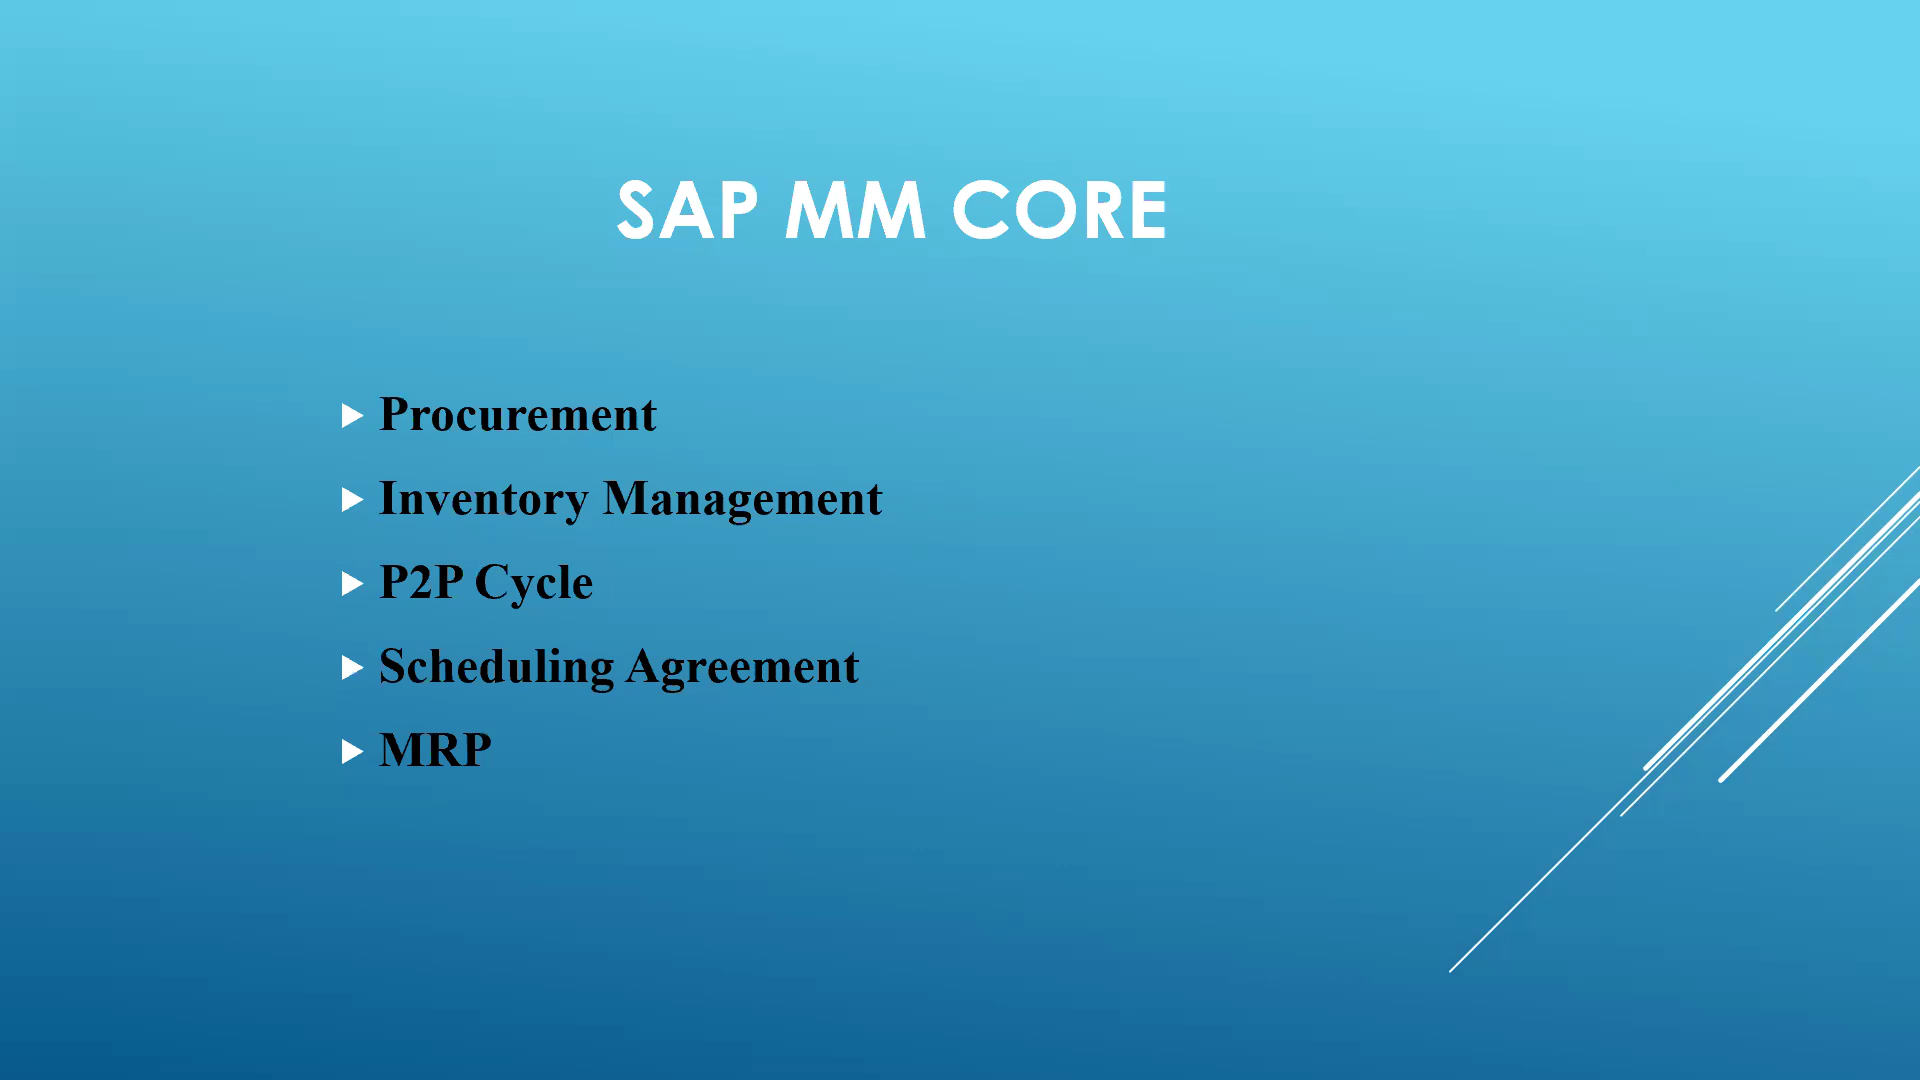 SAP MM CORE
Procurement
Inventory Management
P2P Cycle
Scheduling Agreement
MRP